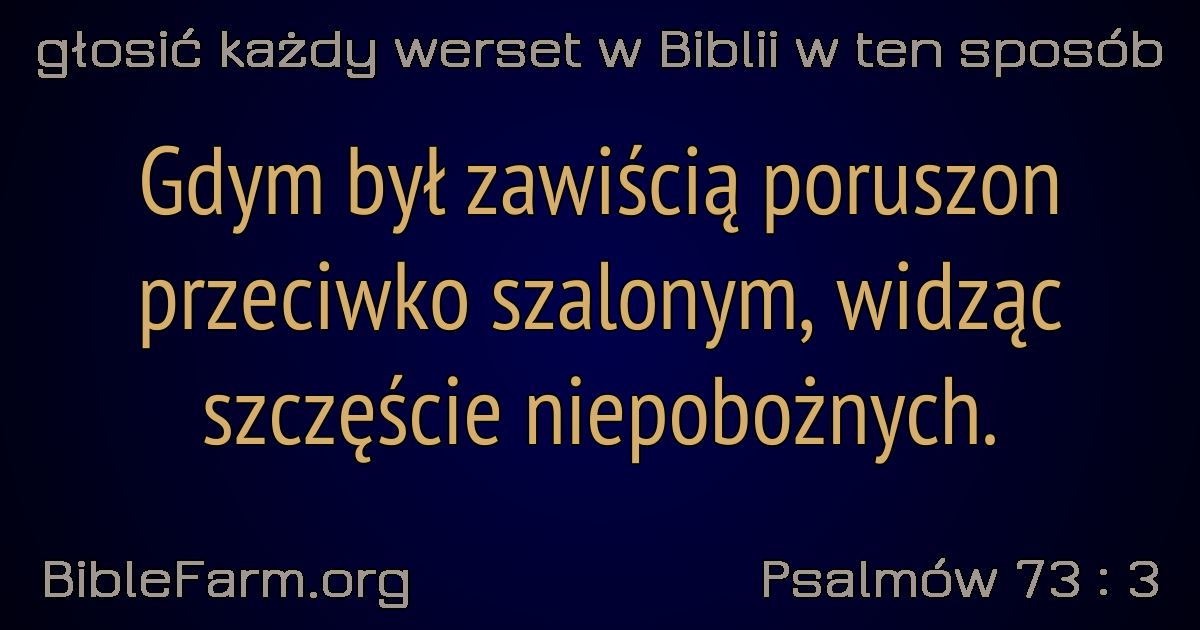 głosić każdy werset w Biblii w ten sposób
Gdym był zawiścią poruszon
przeciwko szalonym, widząc
szczęście niepobożnych.
BibleFarm.org
Psalmów 73 : 3